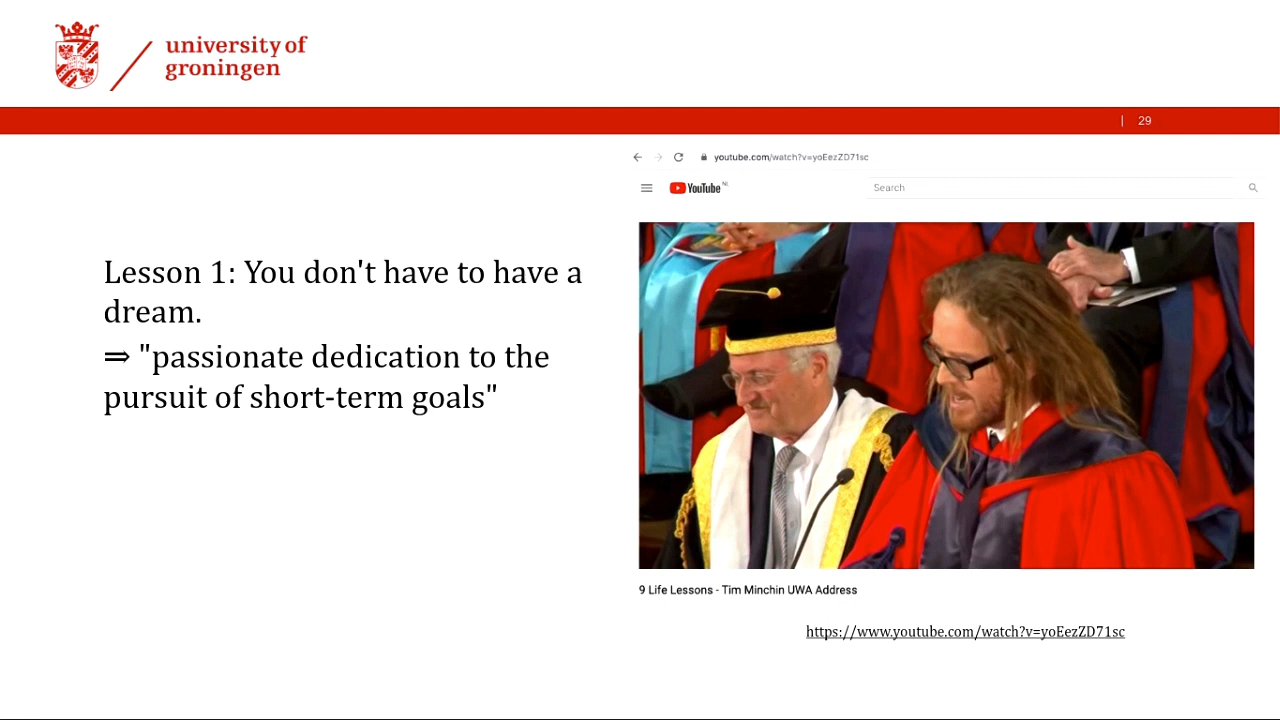 university of
groningen
| 29
youtube.com/watch?v=yoEezZD71sc
YouTube NL
Search
Lesson 1: You don't have to have a
dream.
⇒ "passionate dedication to the
pursuit of short-term goals"
9 Life Lessons - Tim Minchin UWA Address
https://www.youtube.com/watch?v=yoEezZD71sc